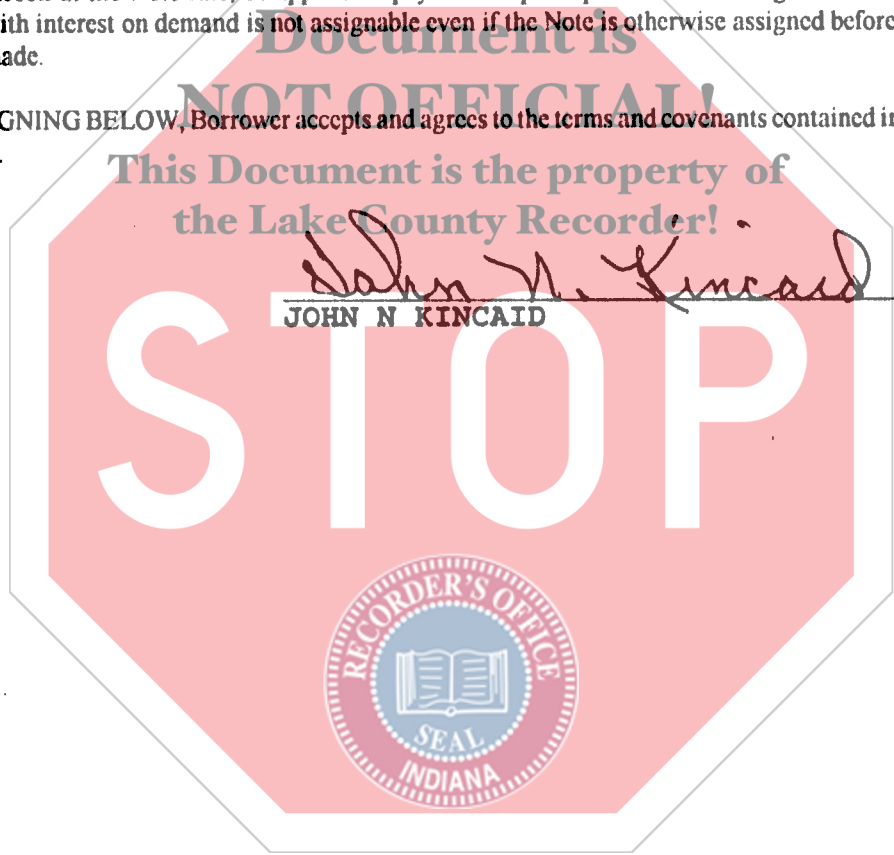 ith interest on demand is not assignable even if the Note is otherwise assigned before
Document is
ade.
NOT OFFICIAL!
GNING BELOW, Borrower accepts and agrees to the terms and covenants contained in
This Document is the property of
the Lake County Recorder!
John N. Kincaid
JOHN N KINCAID
STOP
RECORDER'S OFFICE
SEAL
INDIANA